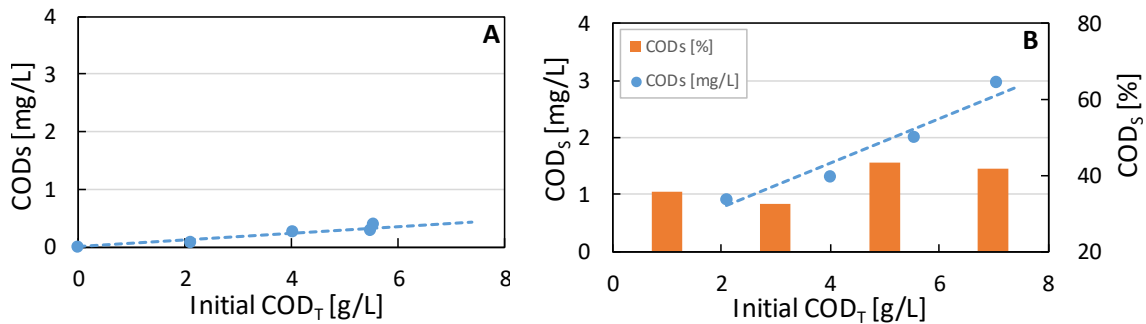 A
4
3
2
1
0
CODs [mg/L]
0 2 4 6 8
Initial COD_T [g/L]
B
CODs [%]
CODs [mg/L]
4
3
2
1
0
COD_S [mg/L]
80
60
40
20
COD_S [%]
0 2 4 6 8
Initial COD_T [g/L]